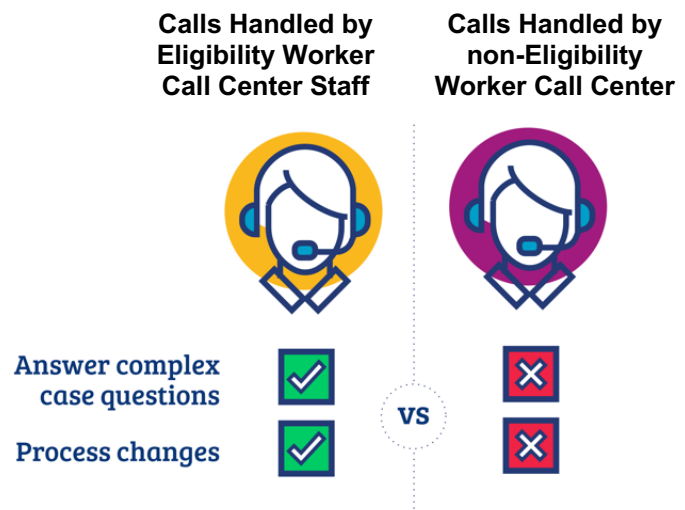 Calls Handled by
Eligibility Worker
Call Center Staff
Calls Handled by
non-Eligibility
Worker Call Center
Answer complex
case questions
VS
Process changes